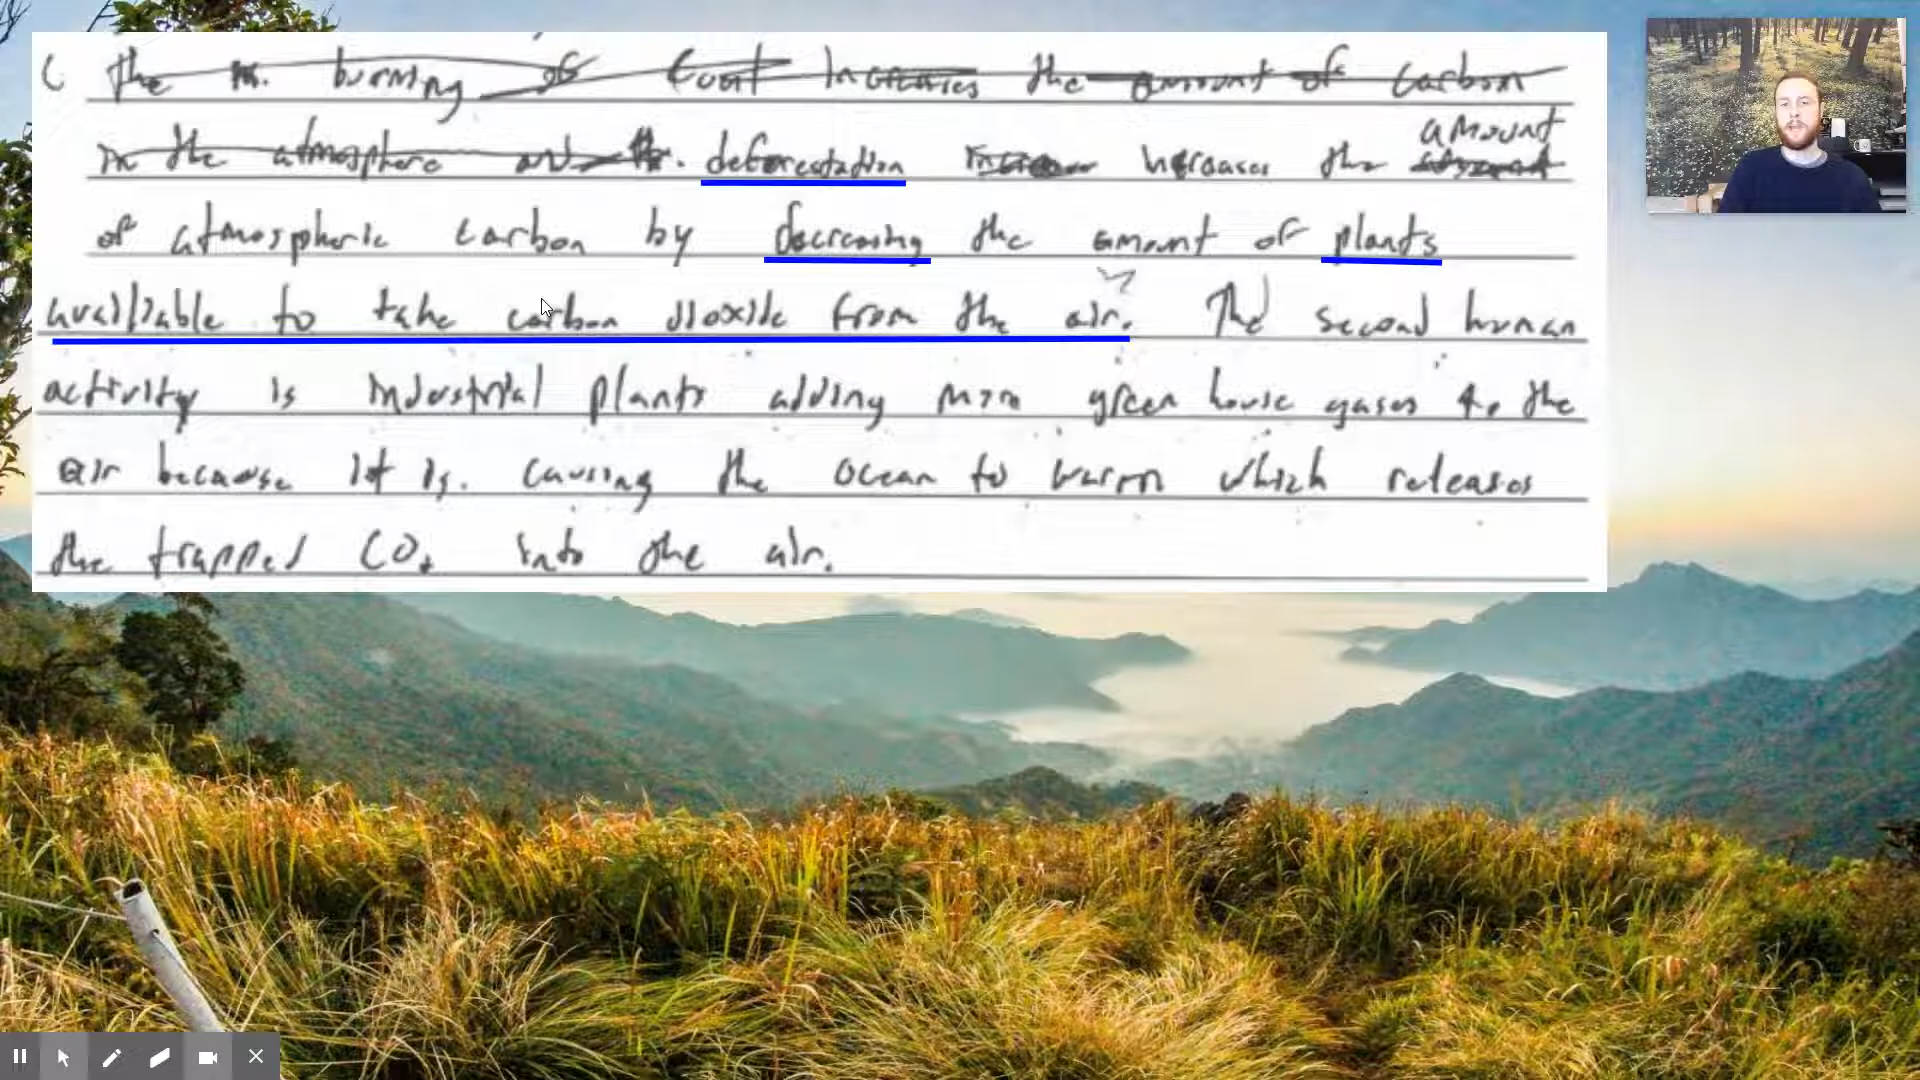 C the in. burning of coal increases the amount of carbon
in the atmosphere and the. deforestation increases the amount
of atmospheric carbon by decreasing the amount of plants
available to take carbon dioxide from the air. The second human
activity is industrial plants adding more green house gases to the
air because it is. causing the ocean to warm which releases
the trapped CO₂ into the air.